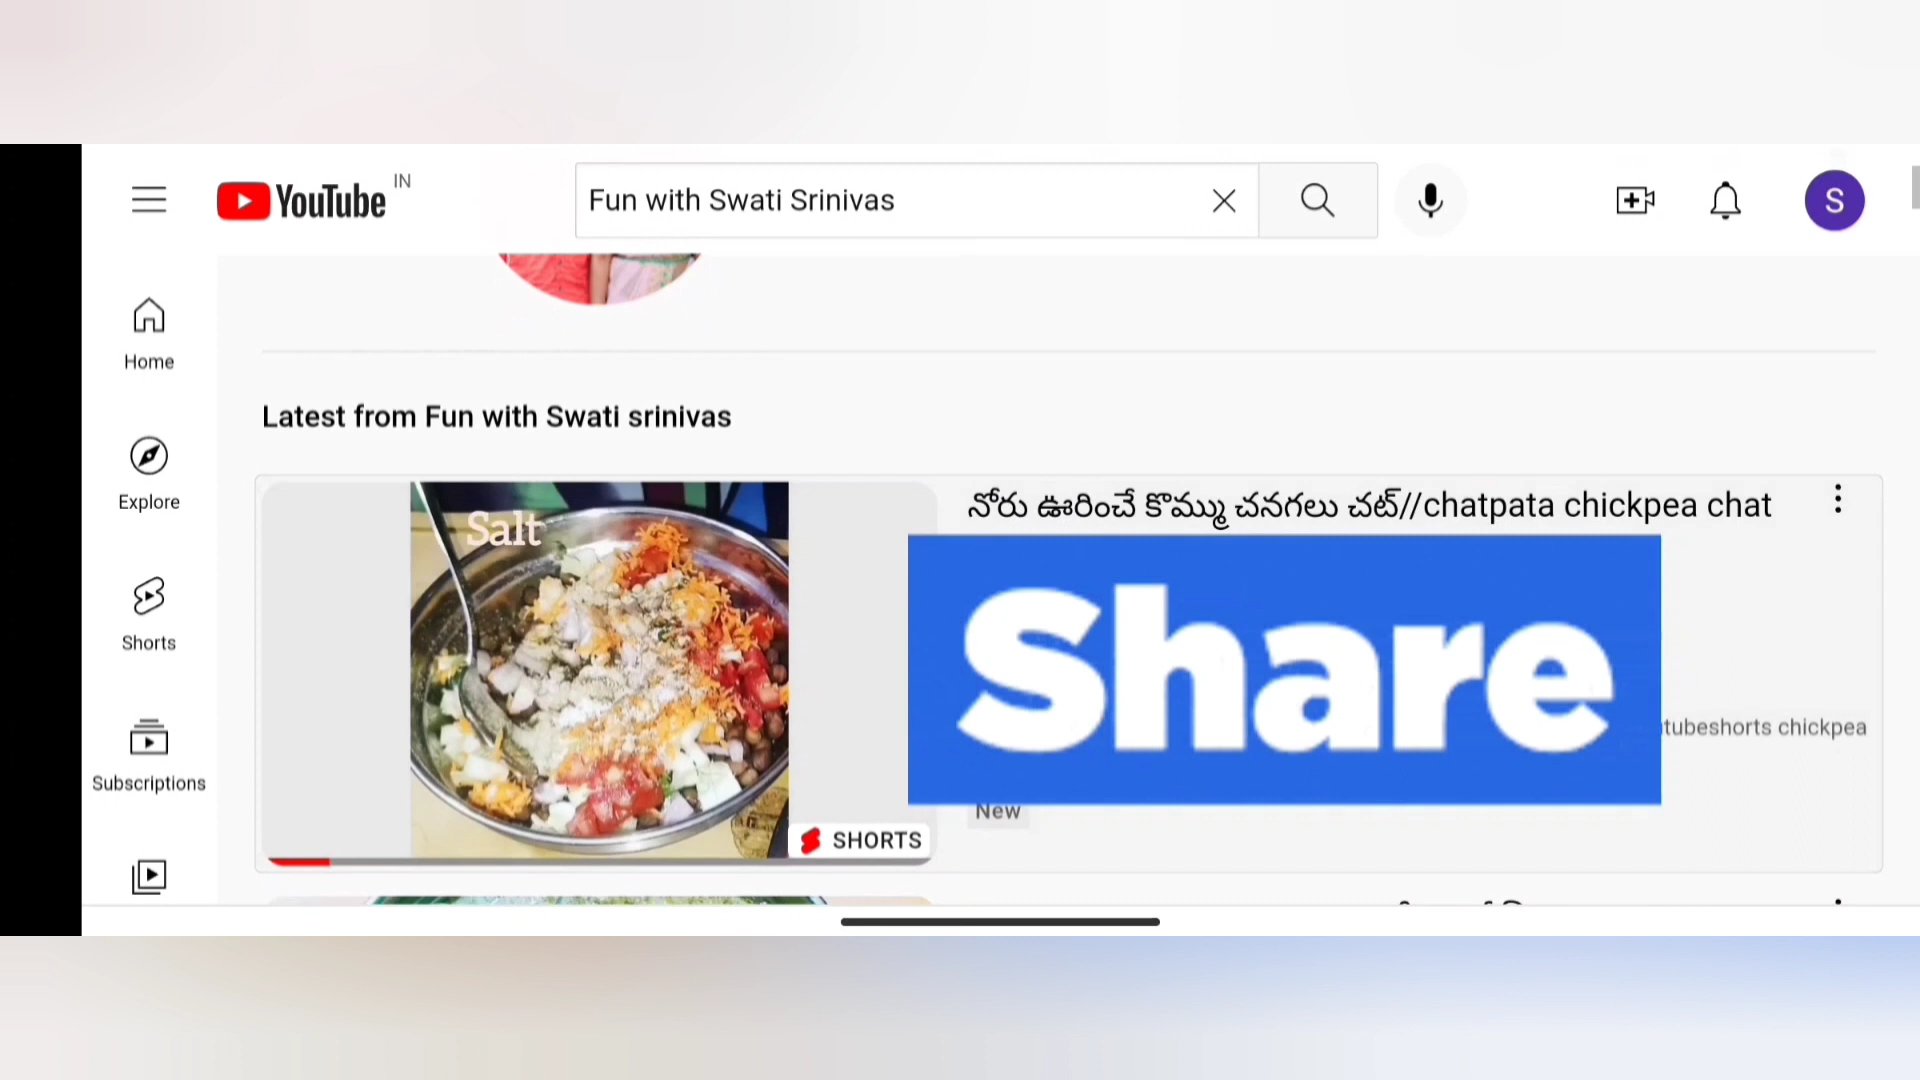 YouTube IN
Fun with Swati Srinivas
S
Home
Explore
Shorts
Subscriptions
Latest from Fun with Swati srinivas
Salt
SHORTS
నోరు ఊరించే కొమ్ము చనగలు చట్//chatpata chickpea chat
Share
tubeshorts chickpea
New